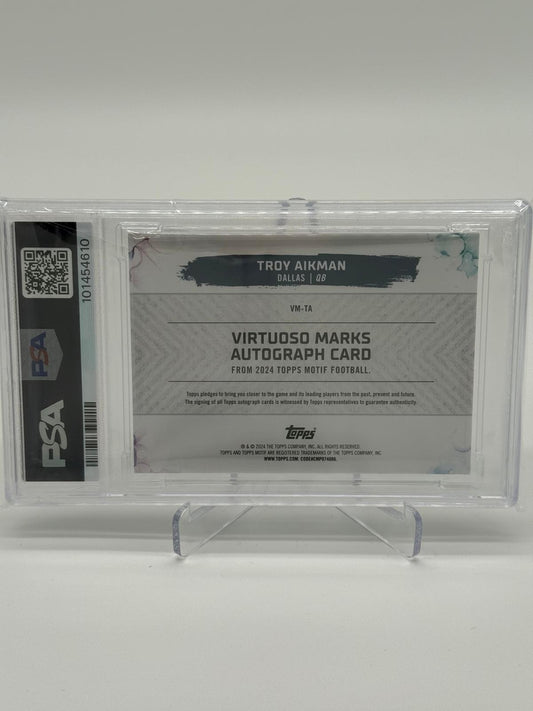 TROY AIKMAN
DALLAS | QB
VM-TA
VIRTUOSO MARKS
AUTOGRAPH CARD
FROM 2024 TOPPS MOTIF FOOTBALL.
Topps pledges to bring you closer to the game and its leading players from the past, present and future.
The signing of all Topps autograph cards is witnessed by Topps representatives to guarantee authenticity.
topps
® & © 2024 THE TOPPS COMPANY, INC. ALL RIGHTS RESERVED.
TOPPS AND TOPPS MOTIF ARE REGISTERED TRADEMARKS OF THE TOPPS COMPANY, INC
WWW.TOPPS.COM. CODE#CMP074086.
101454610
PSA
PSA